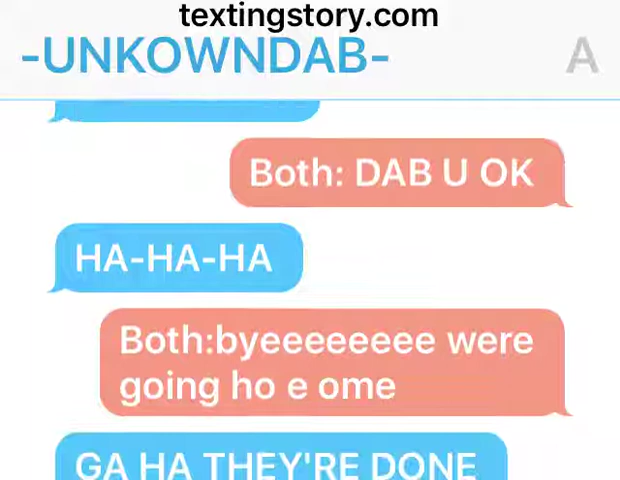 textingstory.com
-UNKOWNDAB-
A
Both: DAB U OK
HA-HA-HA
Both:byeeeeeeee were
going ho e ome
GA HA THEY'RE DONE